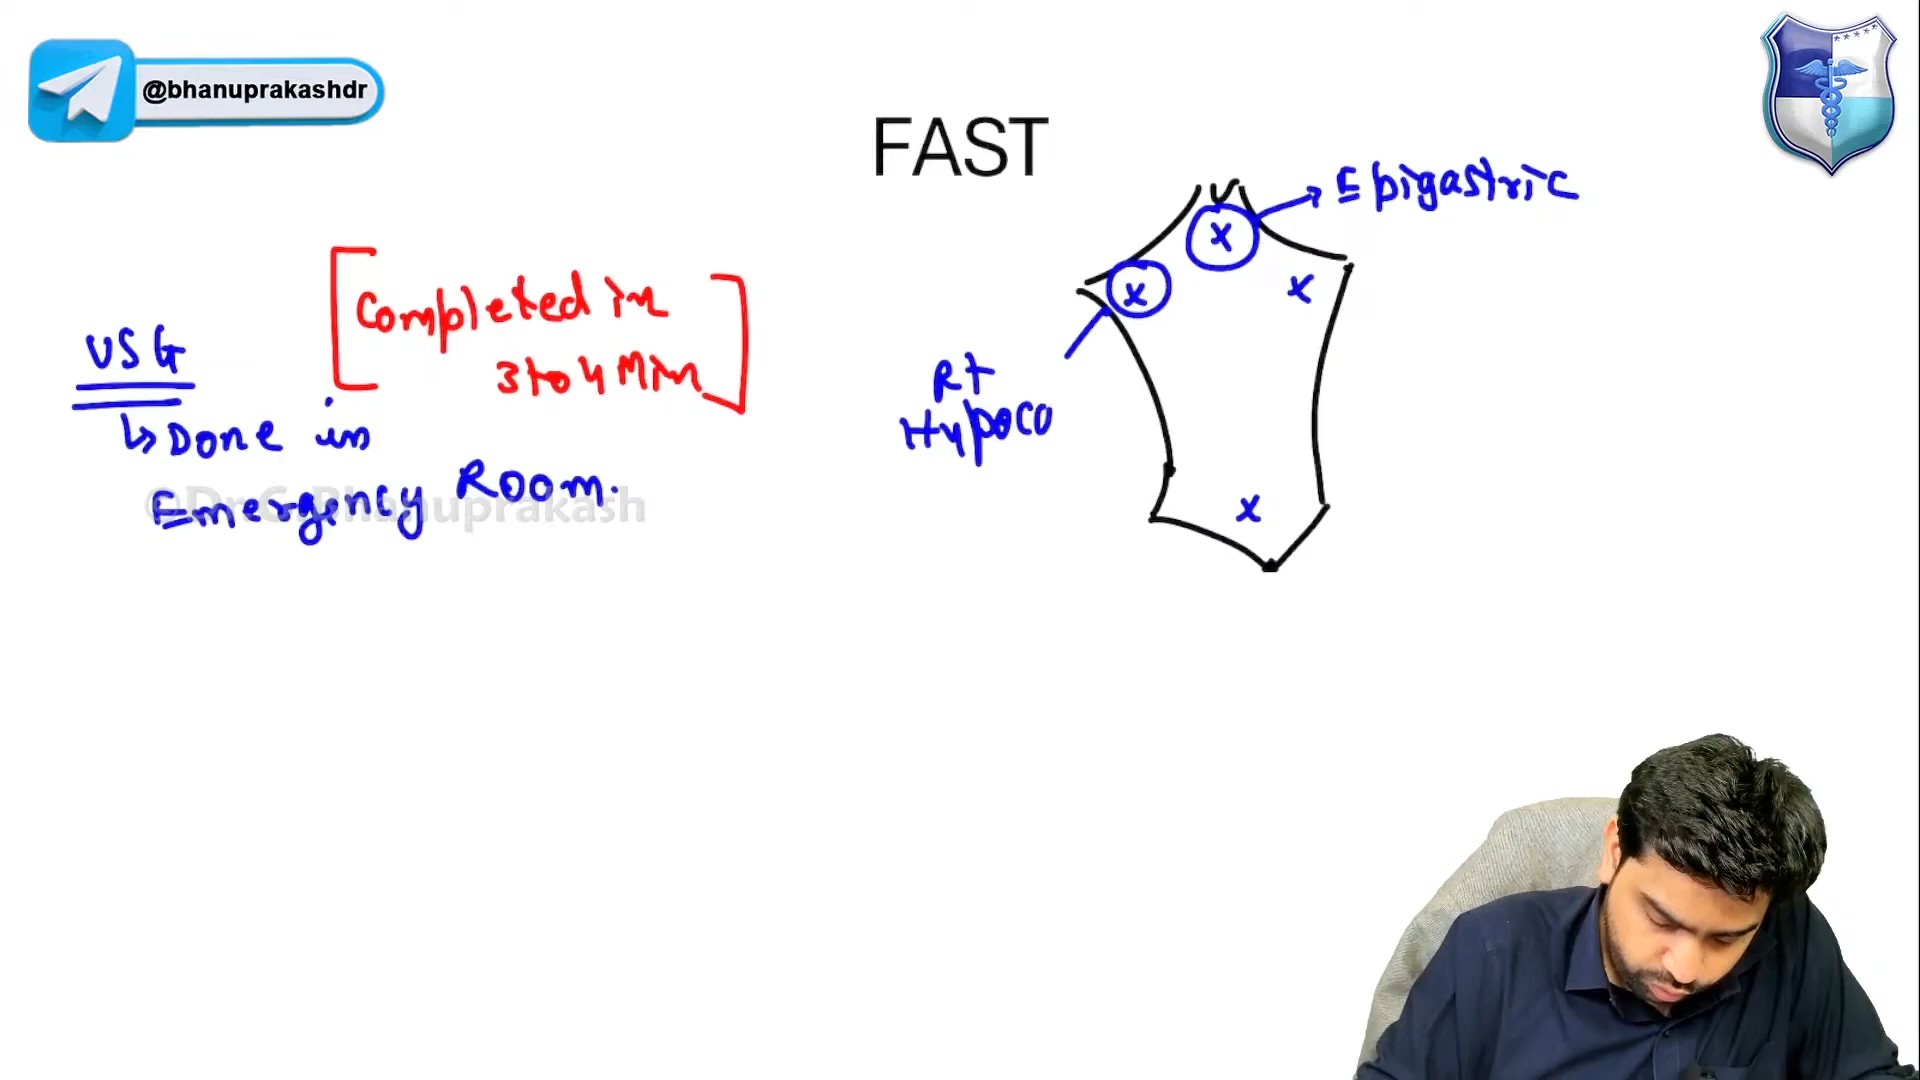 @bhanuprakashdr
FAST
Epigastric
[Completed in
3 to 4 Min]
USG
↳ Done in
Emergency Room.
©Dr.G.Bhanuprakash
Rt
Hypoco
x
x
x
x